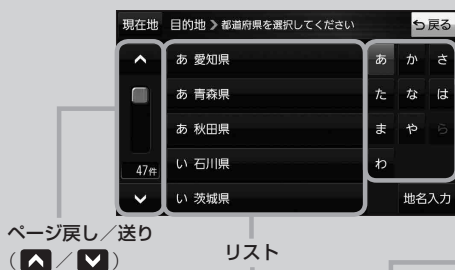 現在地 目的地 》都道府県を選択してください 戻る
あ 愛知県 あ か さ
あ 青森県 た な は
あ 秋田県 ま や ら
い 石川県 わ
47件
い 茨城県 地名入力
ページ戻し／送り
（／）
リスト